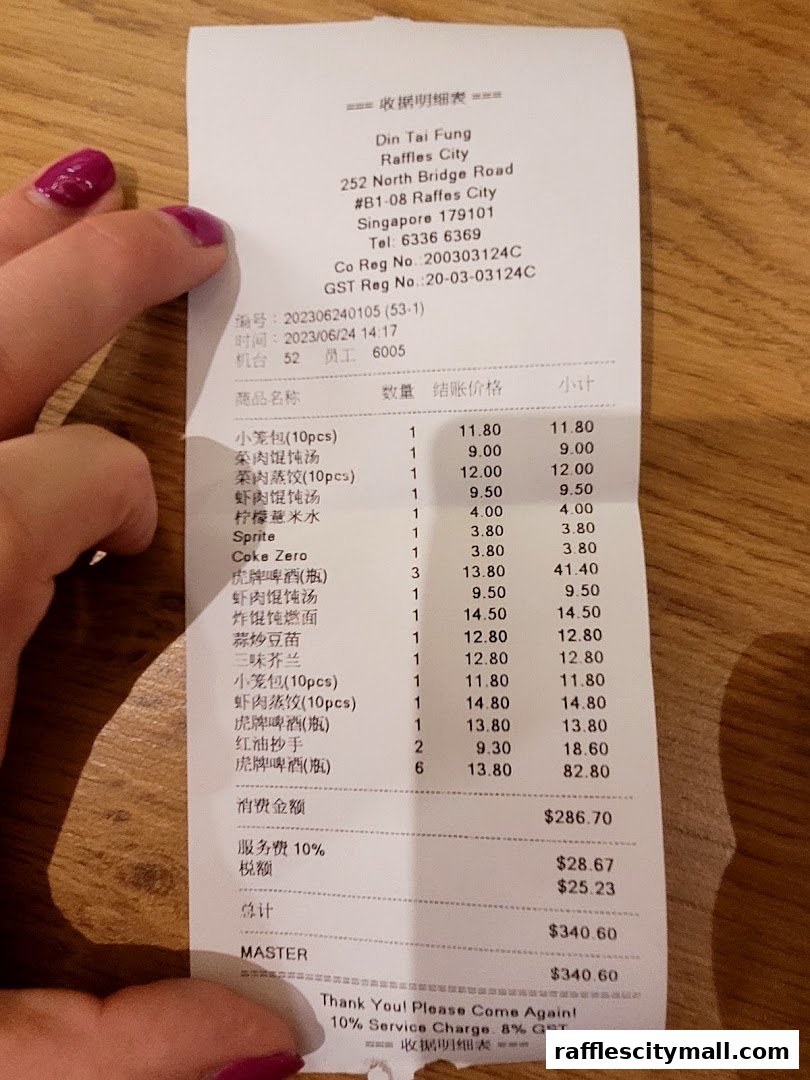 === 收据明细表 ===
Din Tai Fung
Raffles City
252 North Bridge Road
#B1-08 Raffes City
Singapore 179101
Tel: 6336 6369
Co Reg No.:200303124C
GST Reg No.:20-03-03124C
编号：202306240105 (53-1)
时间：2023/06/24 14:17
机台 52 员工 6005
商品名称 数量 结账价格 小计
小笼包(10pcs) 1 11.80 11.80
菜肉馄饨汤 1 9.00 9.00
菜肉蒸饺(10pcs) 1 12.00 12.00
虾肉馄饨汤 1 9.50 9.50
柠檬薏米水 1 4.00 4.00
Sprite 1 3.80 3.80
Coke Zero 1 3.80 3.80
虎牌啤酒(瓶) 3 13.80 41.40
虾肉馄饨汤 1 9.50 9.50
炸馄饨燃面 1 14.50 14.50
蒜炒豆苗 1 12.80 12.80
三味芥兰 1 12.80 12.80
小笼包(10pcs) 1 11.80 11.80
虾肉蒸饺(10pcs) 1 14.80 14.80
虎牌啤酒(瓶) 1 13.80 13.80
红油抄手 2 9.30 18.60
虎牌啤酒(瓶) 6 13.80 82.80
消费金额 $286.70
服务费 10% $28.67
税额 $25.23
总计 $340.60
MASTER $340.60
Thank You! Please Come Again!
10% Service Charge. 8% GST
=== 收据明细表 ===
rafflescitymall.com